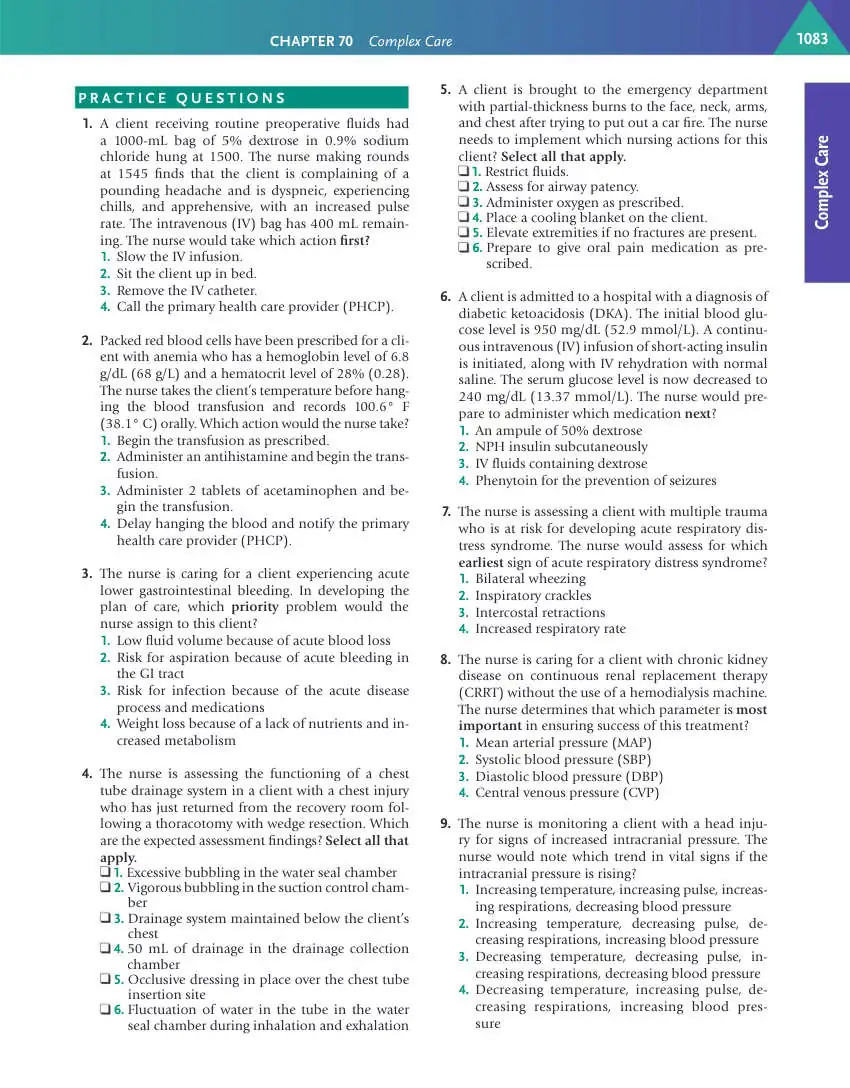 CHAPTER 70 Complex Care
1083
Complex Care
PRACTICE QUESTIONS
1. A client receiving routine preoperative fluids had
a 1000-mL bag of 5% dextrose in 0.9% sodium
chloride hung at 1500. The nurse making rounds
at 1545 finds that the client is complaining of a
pounding headache and is dyspneic, experiencing
chills, and apprehensive, with an increased pulse
rate. The intravenous (IV) bag has 400 mL remain-
ing. The nurse would take which action first?
1. Slow the IV infusion.
2. Sit the client up in bed.
3. Remove the IV catheter.
4. Call the primary health care provider (PHCP).
2. Packed red blood cells have been prescribed for a cli-
ent with anemia who has a hemoglobin level of 6.8
g/dL (68 g/L) and a hematocrit level of 28% (0.28).
The nurse takes the client's temperature before hang-
ing the blood transfusion and records 100.6° F
(38.1° C) orally. Which action would the nurse take?
1. Begin the transfusion as prescribed.
2. Administer an antihistamine and begin the trans-
fusion.
3. Administer 2 tablets of acetaminophen and be-
gin the transfusion.
4. Delay hanging the blood and notify the primary
health care provider (PHCP).
3. The nurse is caring for a client experiencing acute
lower gastrointestinal bleeding. In developing the
plan of care, which priority problem would the
nurse assign to this client?
1. Low fluid volume because of acute blood loss
2. Risk for aspiration because of acute bleeding in
the GI tract
3. Risk for infection because of the acute disease
process and medications
4. Weight loss because of a lack of nutrients and in-
creased metabolism
4. The nurse is assessing the functioning of a chest
tube drainage system in a client with a chest injury
who has just returned from the recovery room fol-
lowing a thoracotomy with wedge resection. Which
are the expected assessment findings? Select all that
apply.
❑ 1. Excessive bubbling in the water seal chamber
❑ 2. Vigorous bubbling in the suction control cham-
ber
❑ 3. Drainage system maintained below the client's
chest
❑ 4. 50 mL of drainage in the drainage collection
chamber
❑ 5. Occlusive dressing in place over the chest tube
insertion site
❑ 6. Fluctuation of water in the tube in the water
seal chamber during inhalation and exhalation
5. A client is brought to the emergency department
with partial-thickness burns to the face, neck, arms,
and chest after trying to put out a car fire. The nurse
needs to implement which nursing actions for this
client? Select all that apply.
❑ 1. Restrict fluids.
❑ 2. Assess for airway patency.
❑ 3. Administer oxygen as prescribed.
❑ 4. Place a cooling blanket on the client.
❑ 5. Elevate extremities if no fractures are present.
❑ 6. Prepare to give oral pain medication as pre-
scribed.
6. A client is admitted to a hospital with a diagnosis of
diabetic ketoacidosis (DKA). The initial blood glu-
cose level is 950 mg/dL (52.9 mmol/L). A continu-
ous intravenous (IV) infusion of short-acting insulin
is initiated, along with IV rehydration with normal
saline. The serum glucose level is now decreased to
240 mg/dL (13.37 mmol/L). The nurse would pre-
pare to administer which medication next?
1. An ampule of 50% dextrose
2. NPH insulin subcutaneously
3. IV fluids containing dextrose
4. Phenytoin for the prevention of seizures
7. The nurse is assessing a client with multiple trauma
who is at risk for developing acute respiratory dis-
tress syndrome. The nurse would assess for which
earliest sign of acute respiratory distress syndrome?
1. Bilateral wheezing
2. Inspiratory crackles
3. Intercostal retractions
4. Increased respiratory rate
8. The nurse is caring for a client with chronic kidney
disease on continuous renal replacement therapy
(CRRT) without the use of a hemodialysis machine.
The nurse determines that which parameter is most
important in ensuring success of this treatment?
1. Mean arterial pressure (MAP)
2. Systolic blood pressure (SBP)
3. Diastolic blood pressure (DBP)
4. Central venous pressure (CVP)
9. The nurse is monitoring a client with a head inju-
ry for signs of increased intracranial pressure. The
nurse would note which trend in vital signs if the
intracranial pressure is rising?
1. Increasing temperature, increasing pulse, increas-
ing respirations, decreasing blood pressure
2. Increasing temperature, decreasing pulse, de-
creasing respirations, increasing blood pressure
3. Decreasing temperature, decreasing pulse, in-
creasing respirations, decreasing blood pressure
4. Decreasing temperature, increasing pulse, de-
creasing respirations, increasing blood pres-
sure